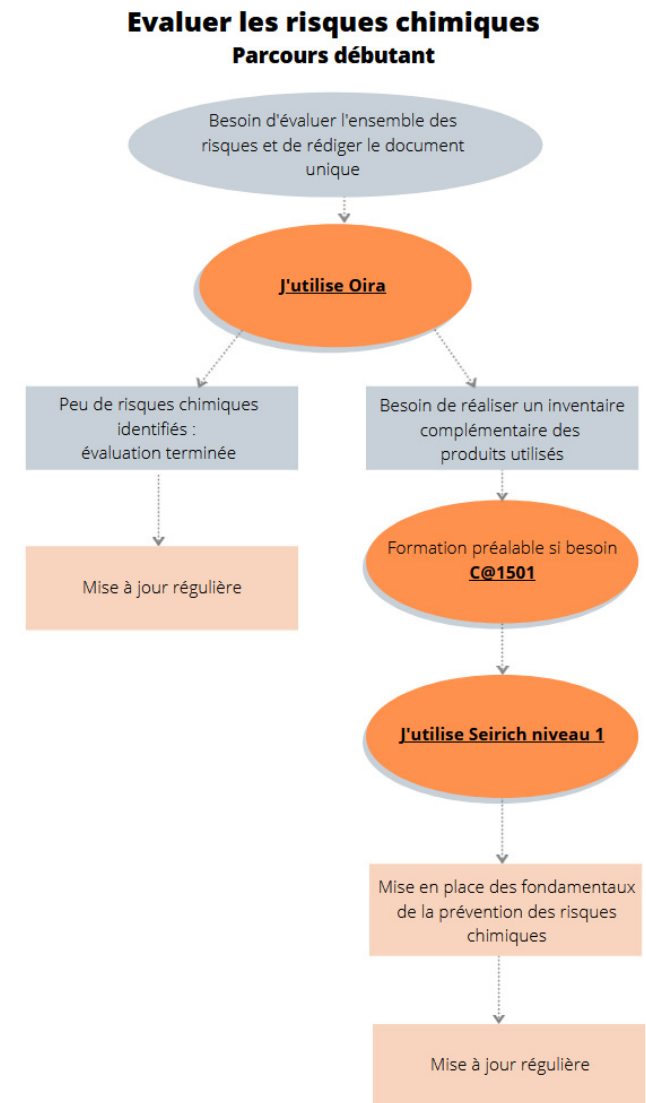 Evaluer les risques chimiques
Parcours débutant
Besoin d'évaluer l'ensemble des
risques et de rédiger le document
unique
J'utilise Oira
Peu de risques chimiques
identifiés :
évaluation terminée
Besoin de réaliser un inventaire
complémentaire des
produits utilisés
Mise à jour régulière
Formation préalable si besoin
C@1501
J'utilise Seirich niveau 1
Mise en place des fondamentaux
de la prévention des risques
chimiques
Mise à jour régulière